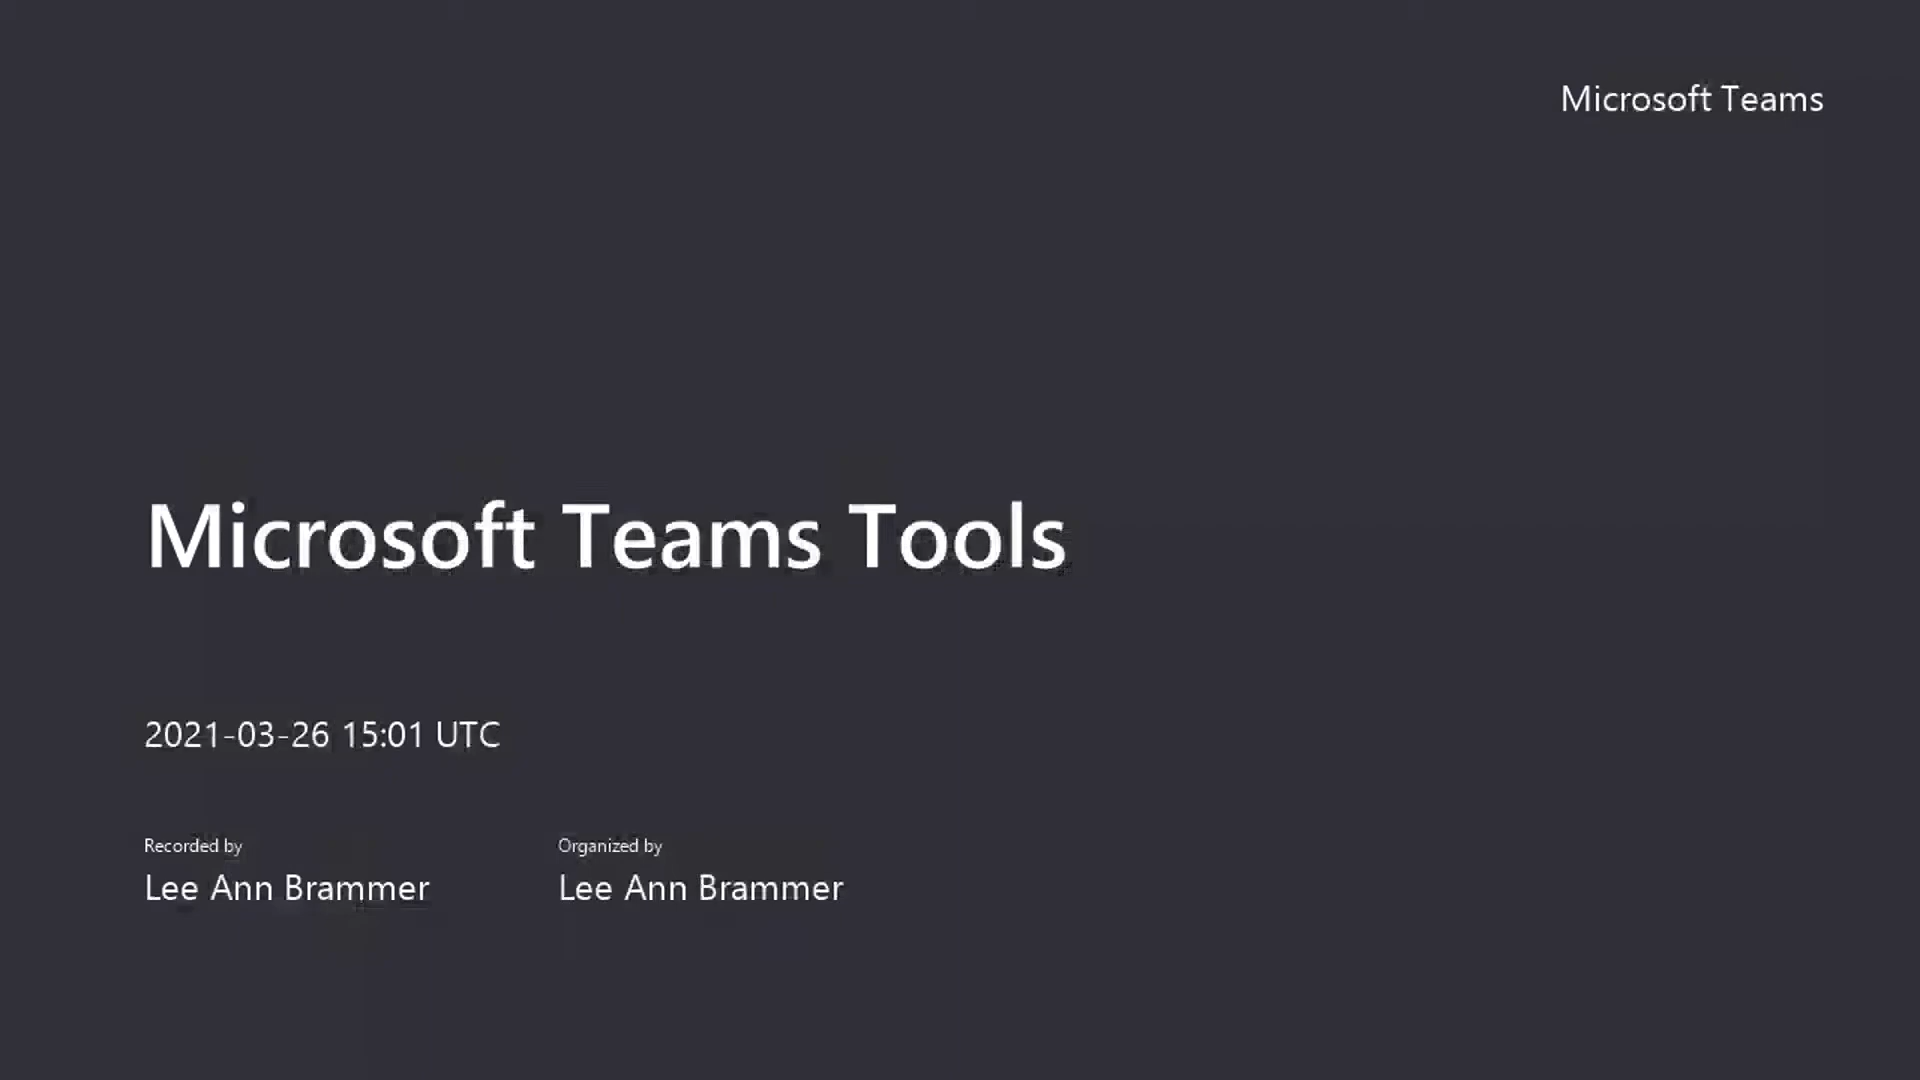 Microsoft Teams
Microsoft Teams Tools
2021-03-26 15:01 UTC
Recorded by
Lee Ann Brammer
Organized by
Lee Ann Brammer